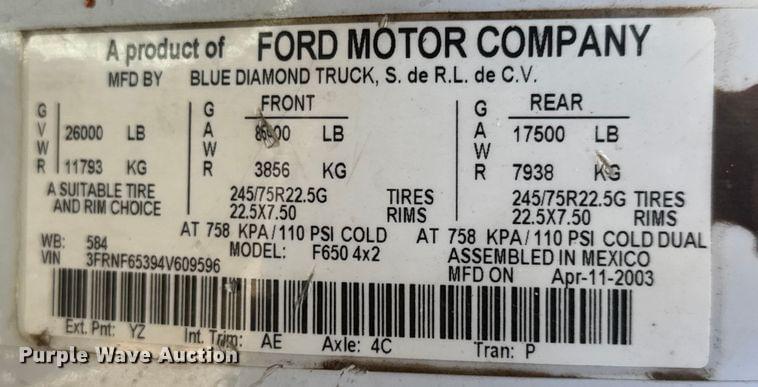 A product of FORD MOTOR COMPANY
MFD BY BLUE DIAMOND TRUCK, S. de R.L. de C.V.
GVWR 26000 LB 11793 KG
GAWR FRONT LB 3856 KG
GAWR REAR 17500 LB 7938 KG
A SUITABLE TIRE AND RIM CHOICE
245/75R22.5G TIRES 245/75R22.5G TIRES
22.5X7.50 RIMS 22.5X7.50 RIMS
AT 758 KPA/110 PSI COLD AT 758 KPA/110 PSI COLD DUAL
WB: 584 MODEL: F650 4x2 ASSEMBLED IN MEXICO
VIN 3FRNF65394V609596 MFD ON Apr-11-2003
Ext. Pnt: YZ Int. Trim: AE Axle: 4C Tran: P
Purple Wave Auction